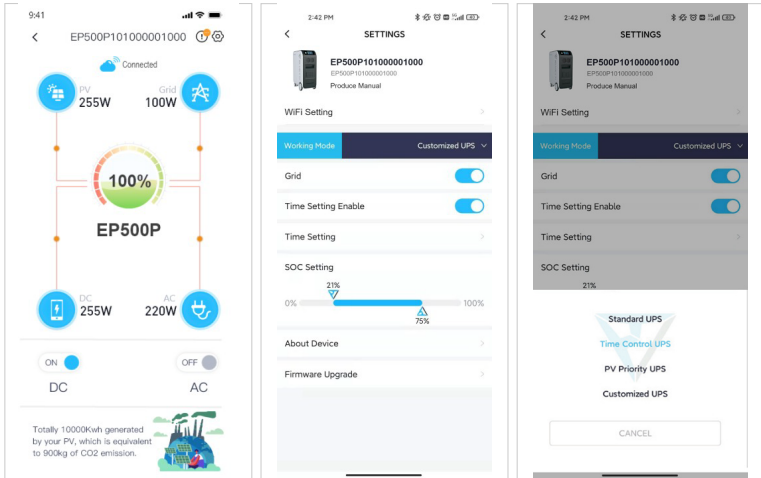 9:41
EP500P101000001000
Connected
PV
255W
Grid
100W
100%
EP500P
DC
255W
AC
220W
ON
OFF
DC
AC
Totally 10000Kwh generated
by your PV, which is equivalent
to 900kg of CO2 emission.
2:42 PM
SETTINGS
EP500P101000001000
EP500P101000001000
Produce Manual
WiFi Setting
Working Mode
Customized UPS
Grid
Time Setting Enable
Time Setting
SOC Setting
21%
0%
100%
75%
About Device
Firmware Upgrade
2:42 PM
SETTINGS
EP500P101000001000
EP500P101000001000
Produce Manual
WiFi Setting
Working Mode
Customized UPS
Grid
Time Setting Enable
Time Setting
SOC Setting
21%
Standard UPS
Time Control UPS
PV Priority UPS
Customized UPS
CANCEL